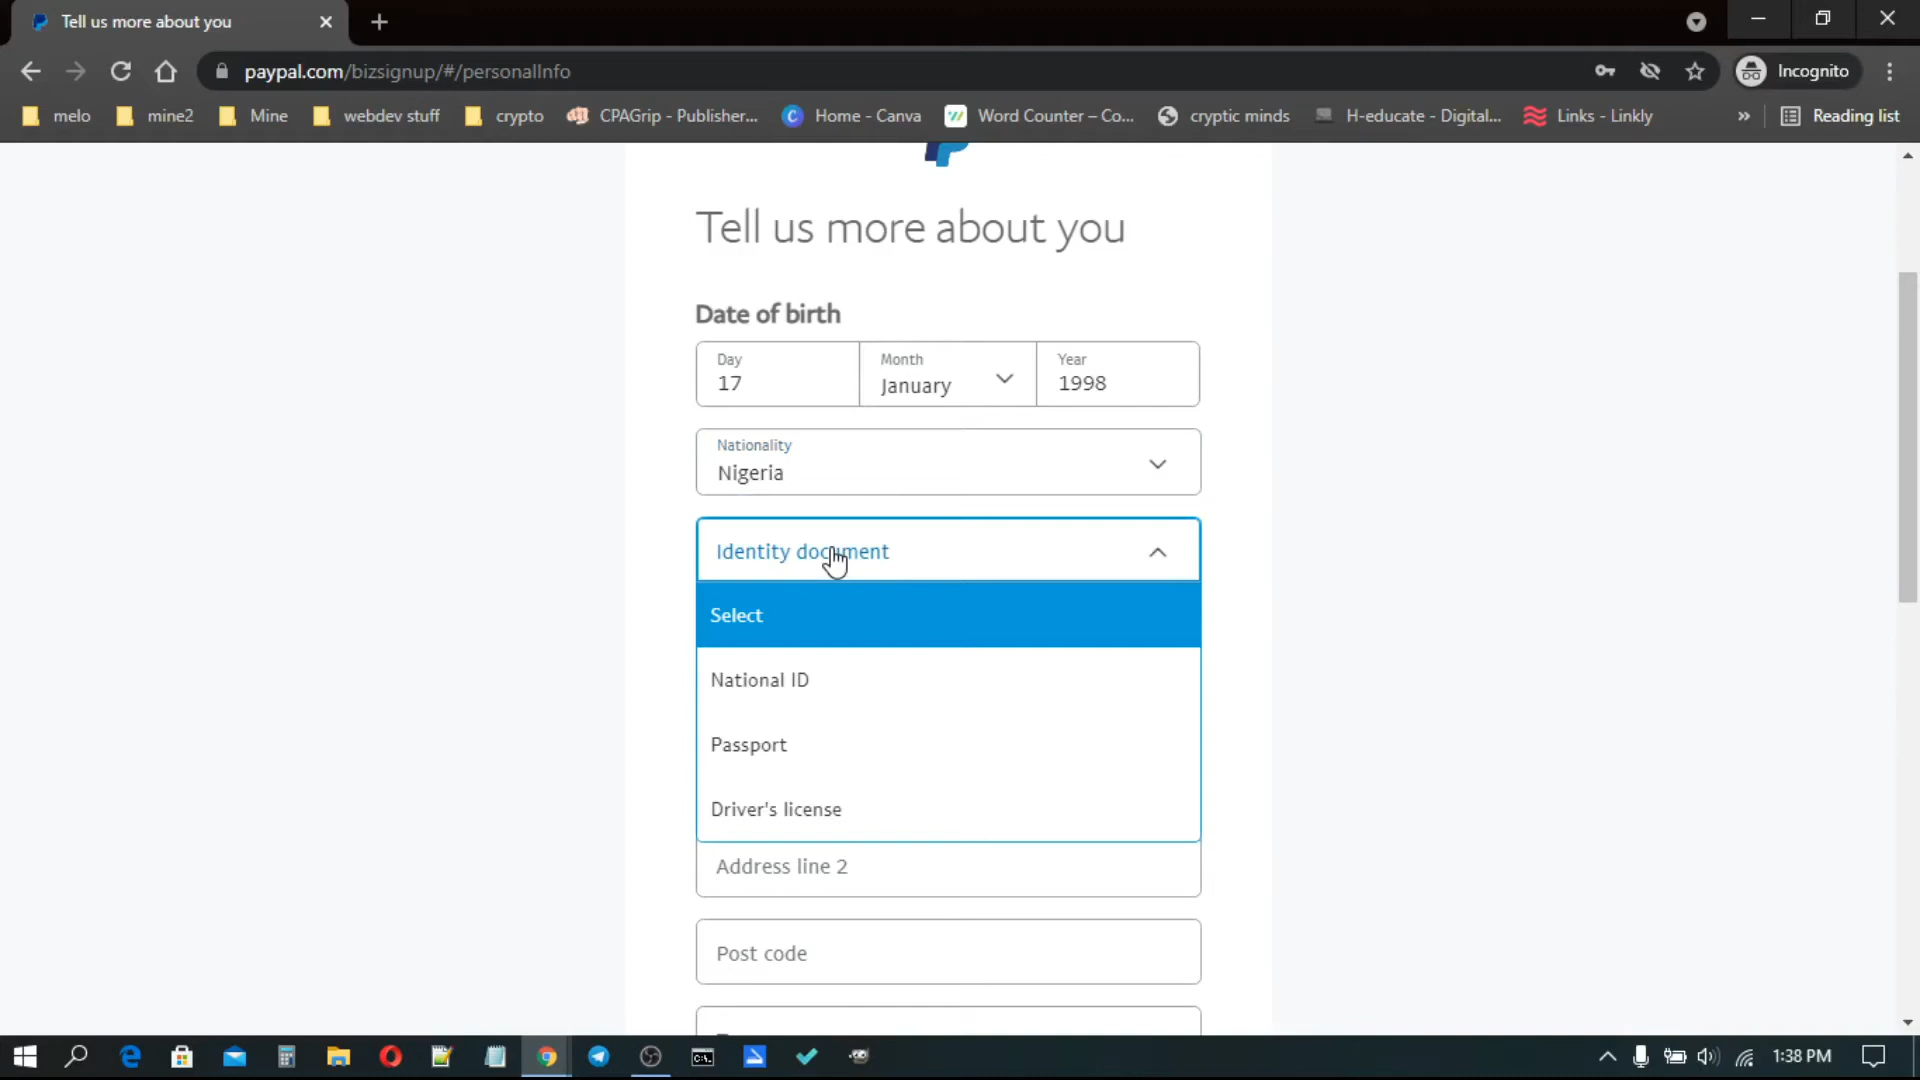 Tell us more about you
paypal.com/bizsignup/#/personalInfo
Incognito
melo
mine2
Mine
webdev stuff
crypto
CPAGrip - Publisher...
Home - Canva
Word Counter – Co...
cryptic minds
H-educate - Digital...
Links - Linkly
»
Reading list
Tell us more about you
Date of birth
Day
17
Month
January
Year
1998
Nationality
Nigeria
Identity document
Select
National ID
Passport
Driver's license
Address line 2
Post code
1:38 PM